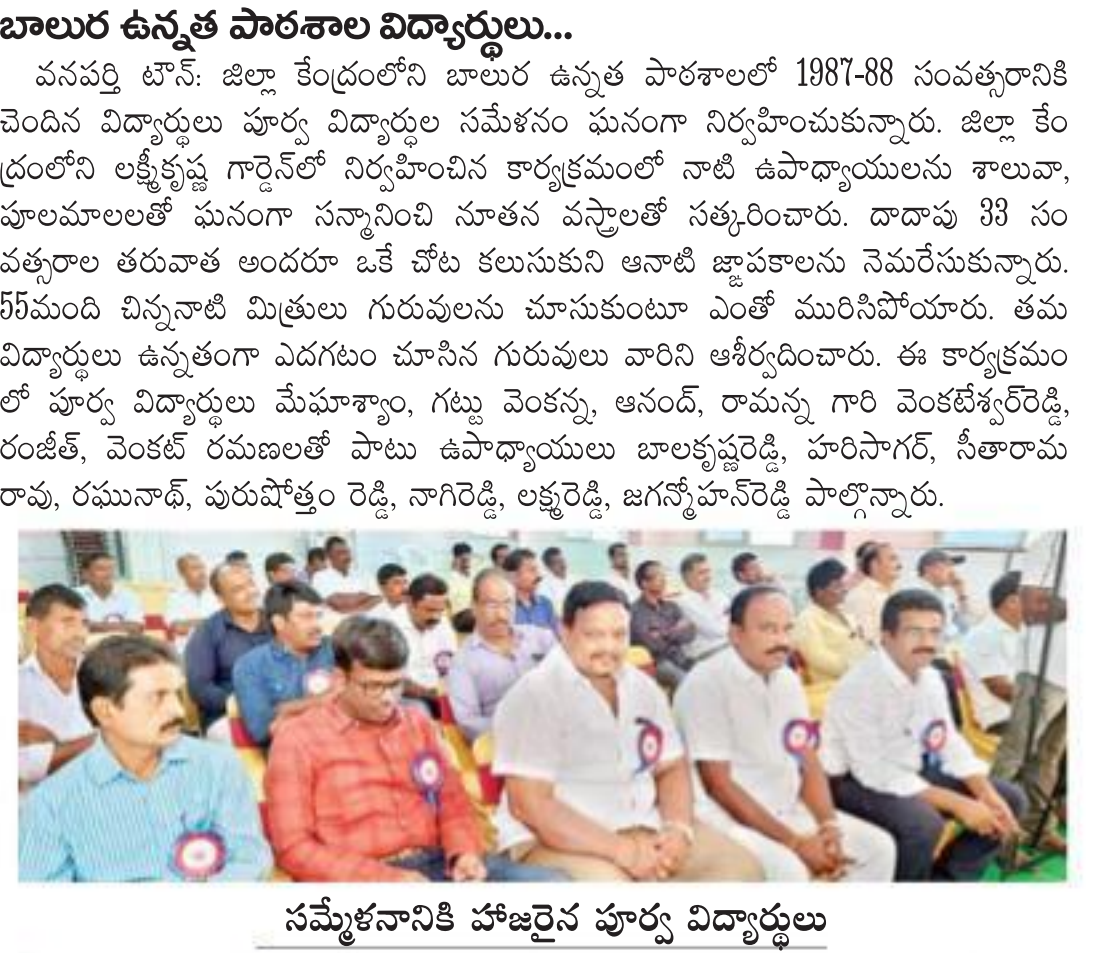 బాలుర ఉన్నత పాఠశాల విద్యార్థులు...
వనపర్తి టౌన్: జిల్లా కేంద్రంలోని బాలుర ఉన్నత పాఠశాలలో 1987-88 సంవత్సరానికి
చెందిన విద్యార్థులు పూర్వ విద్యార్థుల సమేళనం ఘనంగా నిర్వహించుకున్నారు. జిల్లా కేం
ద్రంలోని లక్ష్మీకృష్ణ గార్డెన్‌లో నిర్వహించిన కార్యక్రమంలో నాటి ఉపాధ్యాయులను శాలువా,
పూలమాలలతో ఘనంగా సన్మానించి నూతన వస్త్రాలతో సత్కరించారు. దాదాపు 33 సం
వత్సరాల తరువాత అందరూ ఒకే చోట కలుసుకుని ఆనాటి జ్ఞాపకాలను నెమరేసుకున్నారు.
55మంది చిన్ననాటి మిత్రులు గురువులను చూసుకుంటూ ఎంతో మురిసిపోయారు. తమ
విద్యార్థులు ఉన్నతంగా ఎదగటం చూసిన గురువులు వారిని ఆశీర్వదించారు. ఈ కార్యక్రమం
లో పూర్వ విద్యార్థులు మేఘాశ్యాం, గట్టు వెంకన్న, ఆనంద్, రామన్న గారి వెంకటేశ్వర్‌రెడ్డి,
రంజీత్, వెంకట్ రమణలతో పాటు ఉపాధ్యాయులు బాలకృష్ణరెడ్డి, హరిసాగర్, సీతారామ
రావు, రఘునాథ్, పురుషోత్తం రెడ్డి, నాగిరెడ్డి, లక్ష్మరెడ్డి, జగన్మోహన్‌రెడ్డి పాల్గొన్నారు.
సమ్మేళనానికి హాజరైన పూర్వ విద్యార్థులు